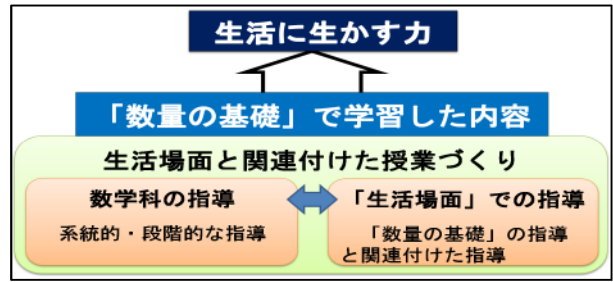 生活に生かす力
「数量の基礎」で学習した内容
生活場面と関連付けた授業づくり
数学科の指導
系統的・段階的な指導
「生活場面」での指導
「数量の基礎」の指導
と関連付けた指導